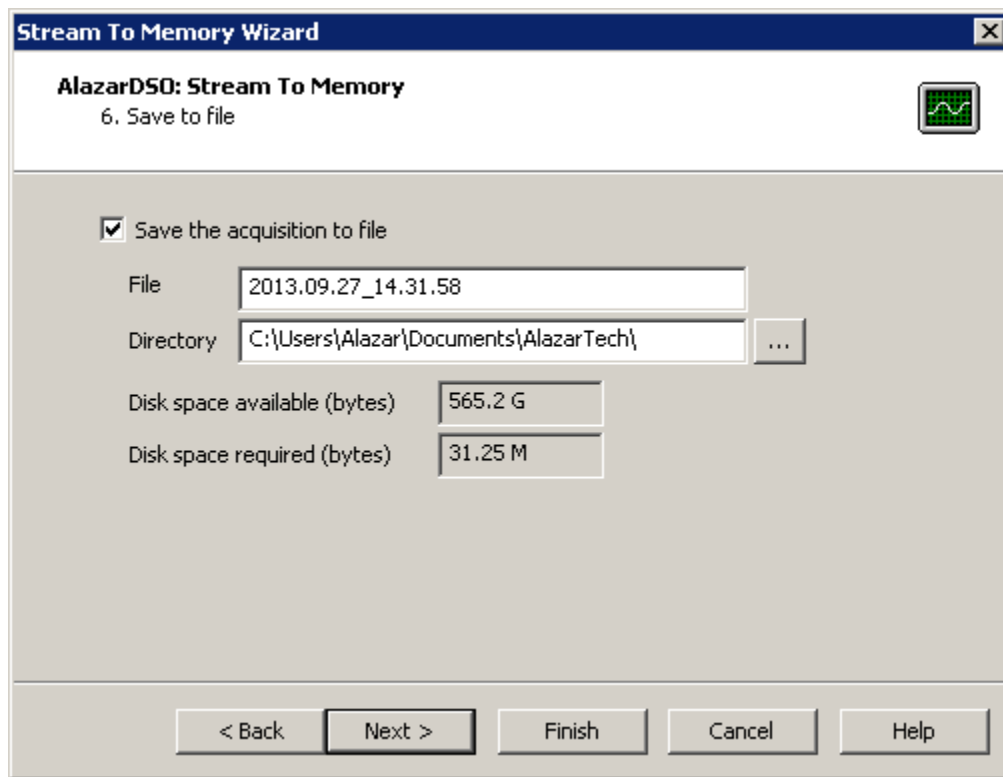 Stream To Memory Wizard
AlazarDSO: Stream To Memory
6. Save to file
Save the acquisition to file
File 2013.09.27_14.31.58
Directory C:\Users\Alazar\Documents\AlazarTech\ ...
Disk space available (bytes) 565.2 G
Disk space required (bytes) 31.25 M
< Back Next > Finish Cancel Help